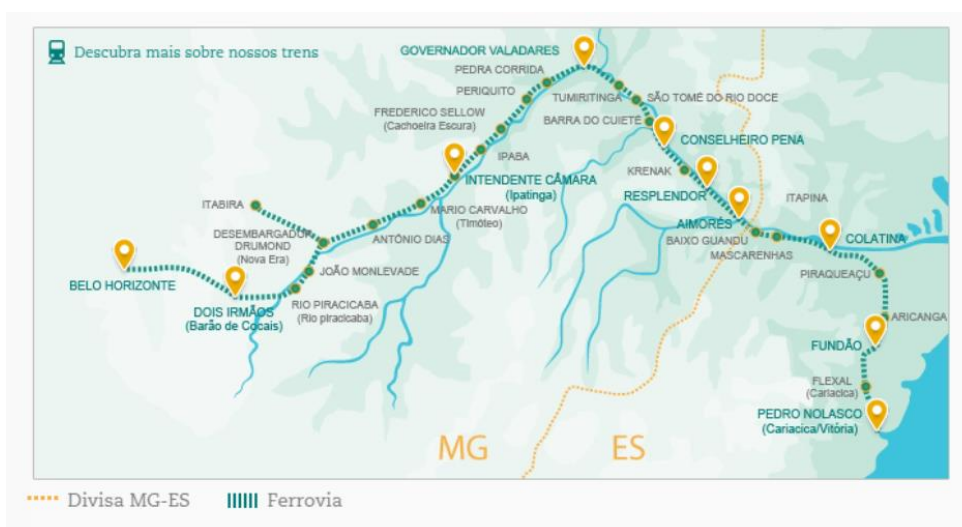 Descubra mais sobre nossos trens
GOVERNADOR VALADARES
PEDRA CORRIDA
PERIQUITO
FREDERICO SELLOW
(Cachoeira Escura)
TUMIRITINGA
SÃO TOMÉ DO RIO DOCE
BARRA DO CUIETÉ
CONSELHEIRO PENA
IPABA
KRENAK
INTENDENTE CÂMARA
(Ipatinga)
RESPLENDOR
ITAPINA
ITABIRA
MARIO CARVALHO
(Timóteo)
AIMORÉS
DESEMBARGADOR
DRUMOND
(Nova Era)
ANTÔNIO DIAS
BAIXO GUANDU
COLATINA
MASCARENHAS
JOÃO MONLEVADE
PIRAQUEAÇU
BELO HORIZONTE
RIO PIRACICABA
(Rio piracicaba)
DOIS IRMÃOS
(Barão de Cocais)
ARICANGA
FUNDÃO
FLEXAL
(Cariacica)
PEDRO NOLASCO
(Cariacica/Vitória)
MG
ES
Divisa MG-ES
Ferrovia